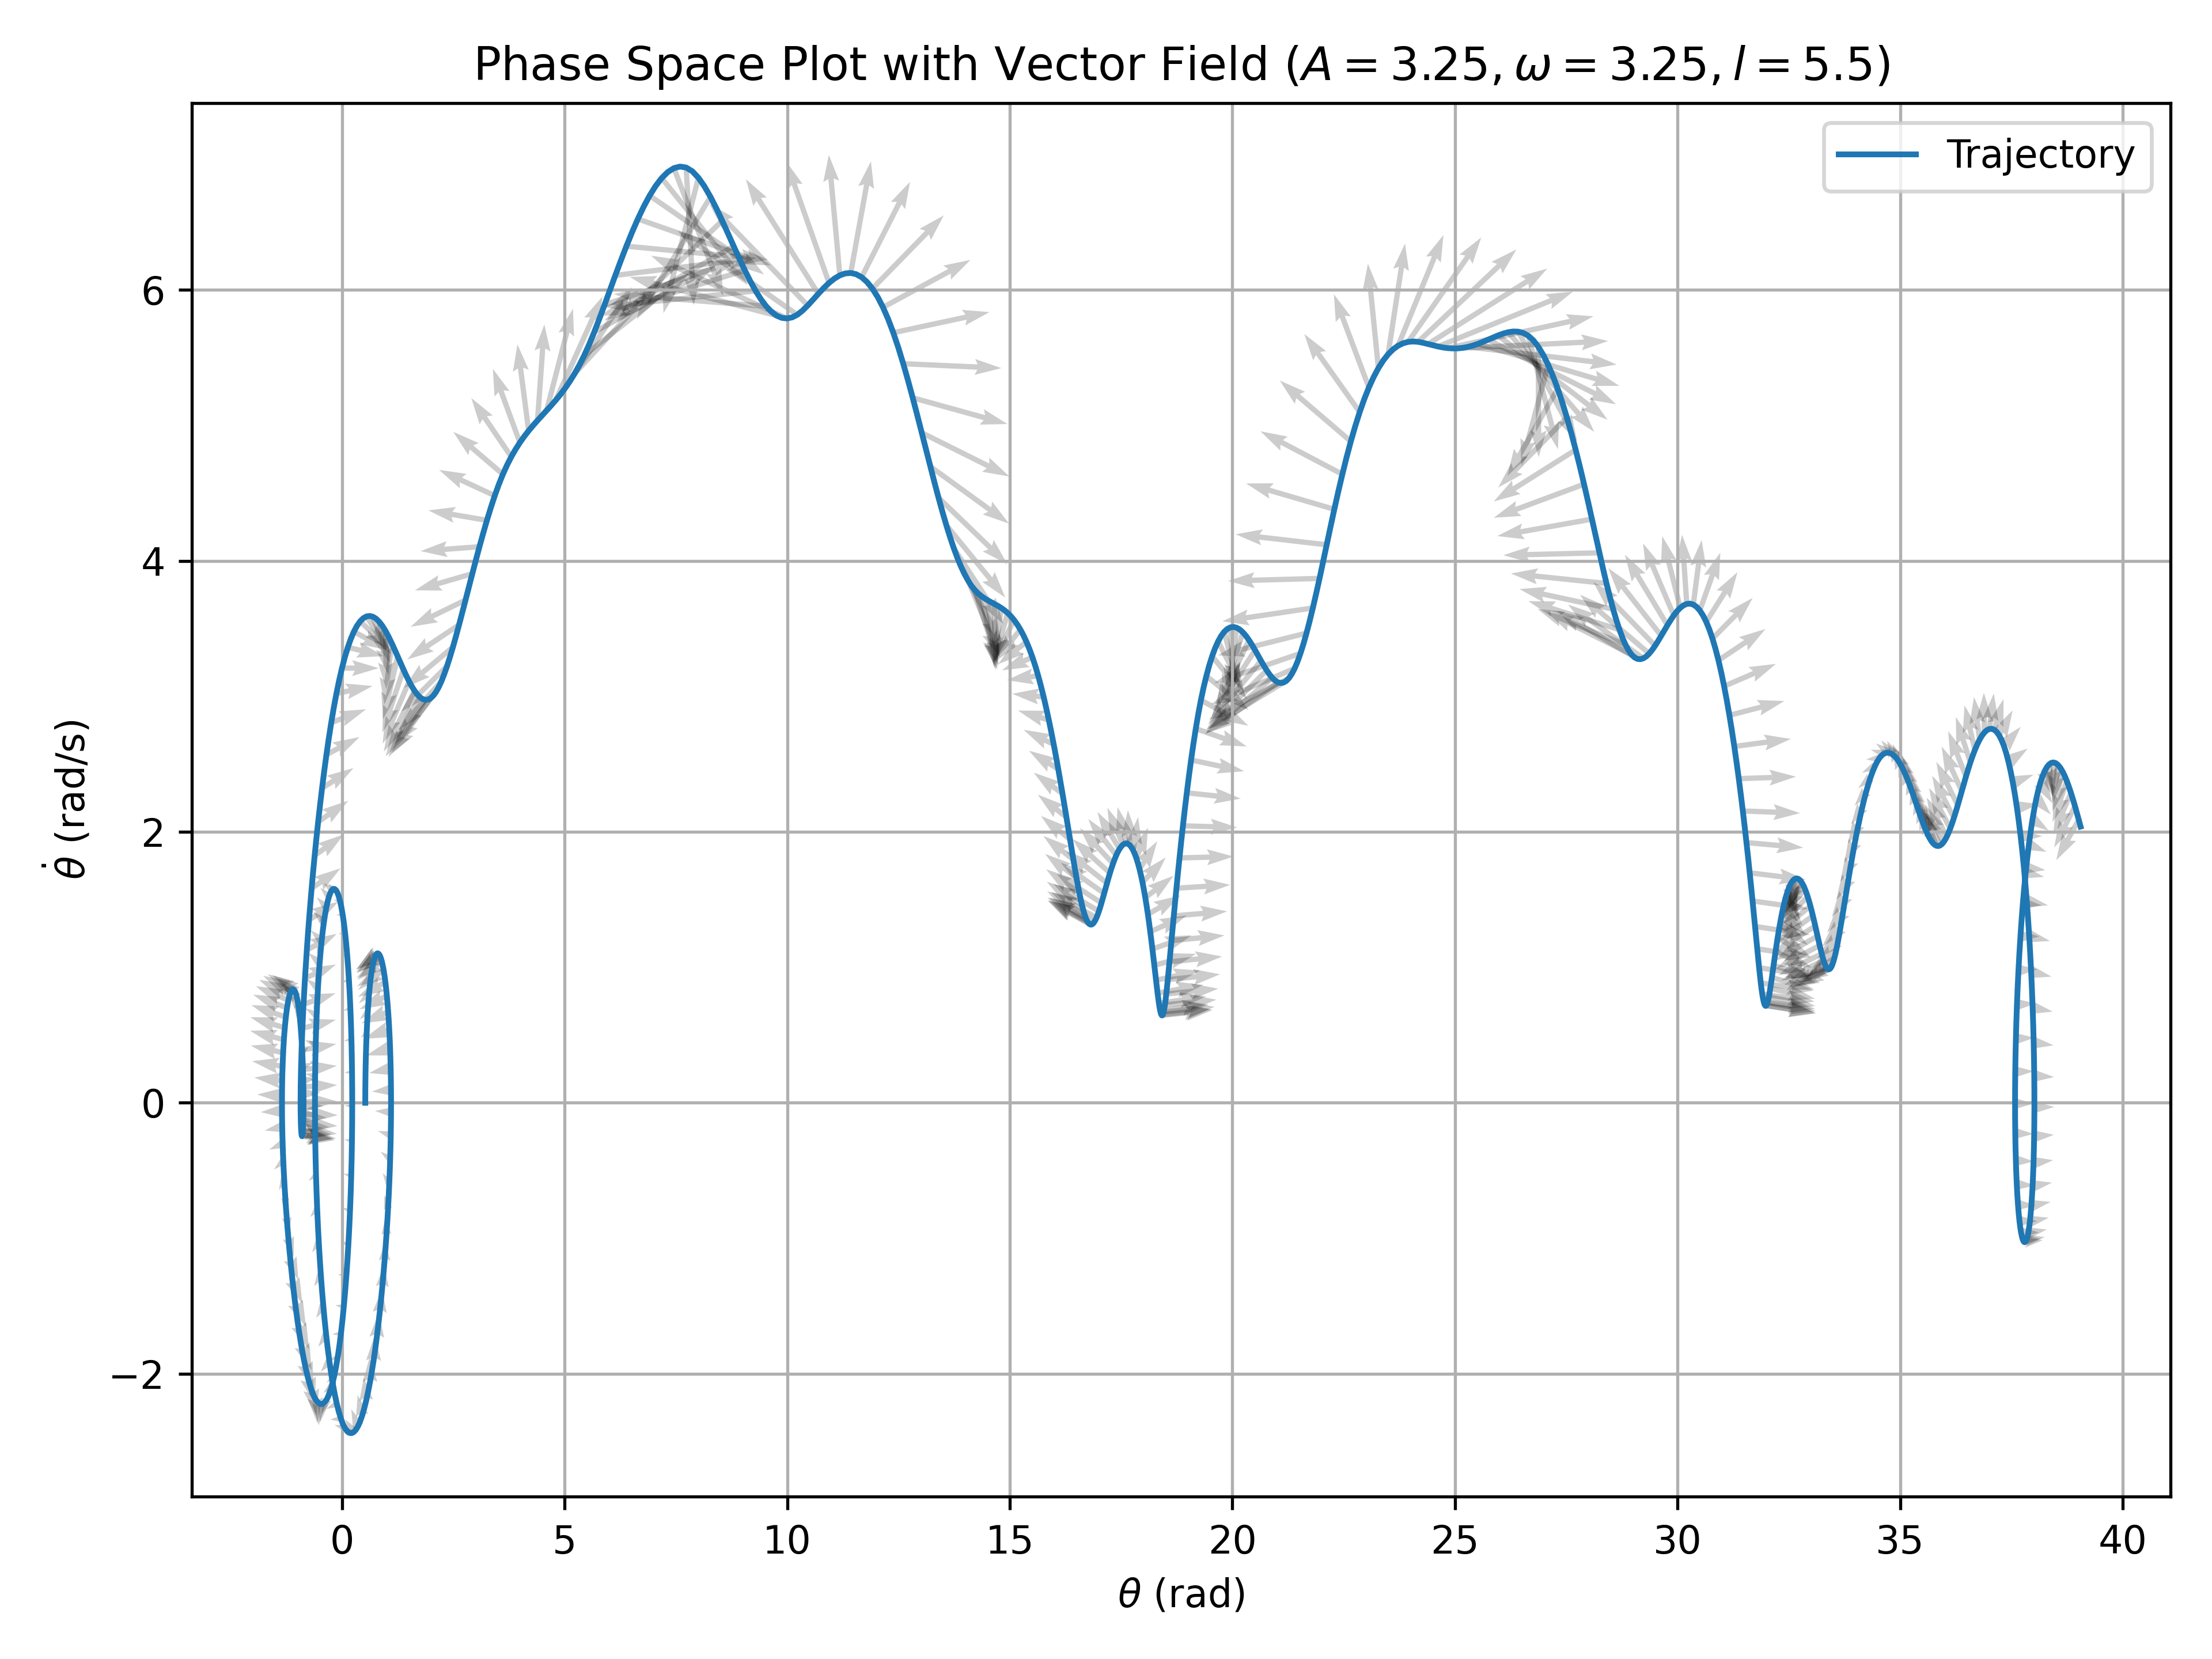 Phase Space Plot with Vector Field (A = 3.25, ω = 3.25, l = 5.5)
Trajectory
6
4
2
0
−2
θ̇ (rad/s)
0 5 10 15 20 25 30 35 40
θ (rad)